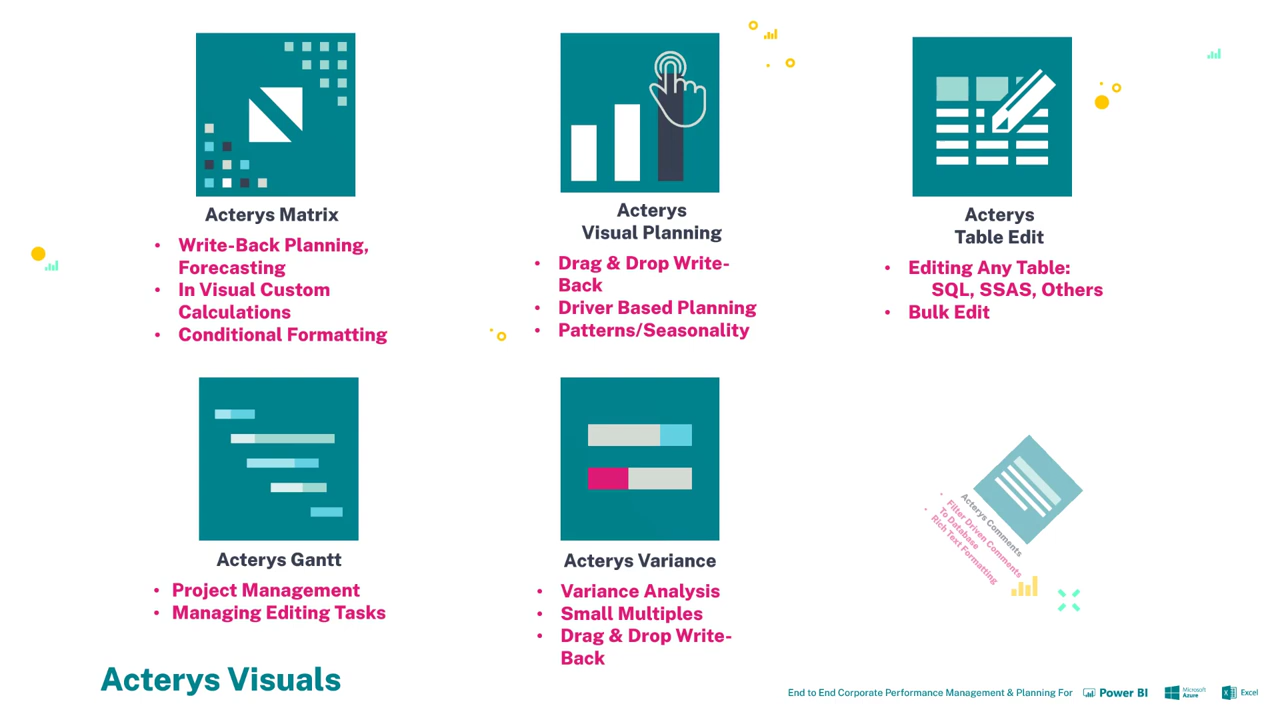 Acterys Matrix
• Write-Back Planning,
Forecasting
• In Visual Custom
Calculations
• Conditional Formatting
Acterys
Visual Planning
• Drag & Drop Write-
Back
• Driver Based Planning
• Patterns/Seasonality
Acterys
Table Edit
• Editing Any Table:
SQL, SSAS, Others
• Bulk Edit
Acterys Gantt
• Project Management
• Managing Editing Tasks
Acterys Variance
• Variance Analysis
• Small Multiples
• Drag & Drop Write-
Back
Acterys Comments
• Filter Driven Comments
To Database
• Rich Text Formatting
Acterys Visuals
End to End Corporate Performance Management & Planning For
Power BI
Microsoft
Azure
Excel